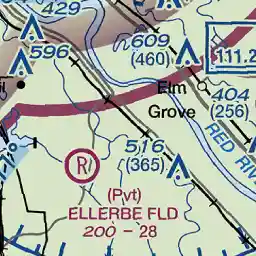 429
596
609
(460)
111.2
Elm
Grove
404
(256)
RED RIV
516
(365)
R
(Pvt)
ELLERBE FLD
200 - 28